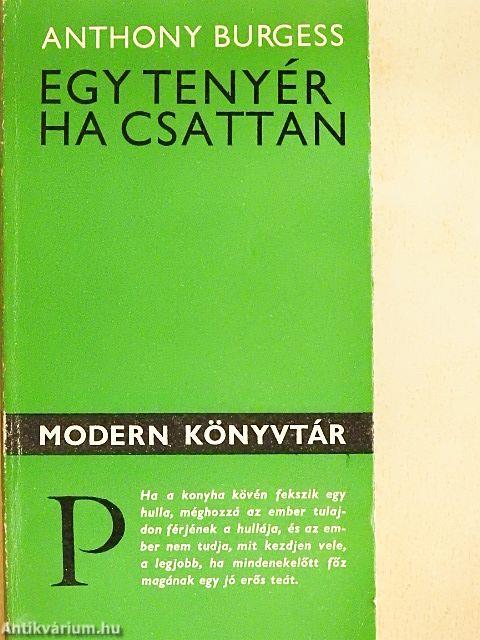 ANTHONY BURGESS
EGY TENYÉR
HA CSATTAN
MODERN KÖNYVTÁR
P
Ha a konyha kövén fekszik egy
hulla, méghozzá az ember tulaj-
don férjének a hullája, és az em-
ber nem tudja, mit kezdjen vele,
a legjobb, ha mindenekelőtt főz
magának egy jó erős teát.
Antikvárium.hu